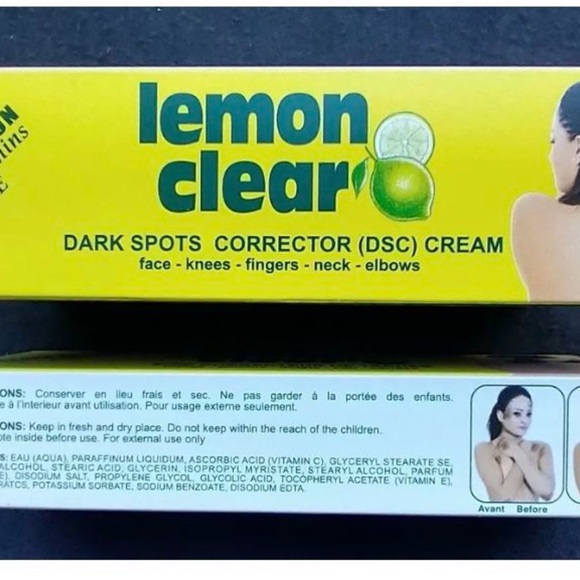 lemon
clear
DARK SPOTS CORRECTOR (DSC) CREAM
face - knees - fingers - neck - elbows
ONS: Conserver en lieu frais et sec. Ne pas garder à la portée des enfants.
e à l'interieur avant utilisation. Pour usage externe seulement.
ONS: Keep in fresh and dry place. Do not keep within the reach of the children.
ote inside before use. For external use only
S: EAU (AQUA), PARAFFINUM LIQUIDUM, ASCORBIC ACID (VITAMIN C), GLYCERYL STEARATE SE,
ALCOHOL, STEARIC ACID, GLYCERIN, ISOPROPYL MYRISTATE, STEARYL ALCOHOL, PARFUM
E), DISODIUM SALT, PROPYLENE GLYCOL, GLYCOLIC ACID, TOCOPHERYL ACETATE (VITAMIN E),
POTASSIUM SORBATE, SODIUM BENZOATE, DISODIUM EDTA.
Avant Before